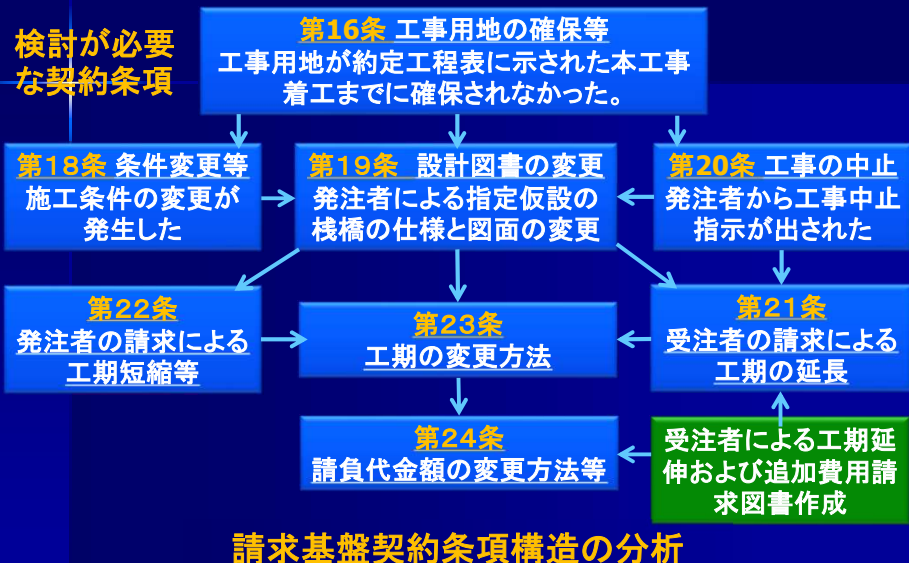 検討が必要
な契約条項
第16条 工事用地の確保等
工事用地が約定工程表に示された本工事
着工までに確保されなかった。
第18条 条件変更等
施工条件の変更が
発生した
第19条 設計図書の変更
発注者による指定仮設の
桟橋の仕様と図面の変更
第20条 工事の中止
発注者から工事中止
指示が出された
第22条
発注者の請求による
工期短縮等
第23条
工期の変更方法
第21条
受注者の請求による
工期の延長
第24条
請負代金額の変更方法等
受注者による工期延
伸および追加費用請
求図書作成
請求基盤契約条項構造の分析